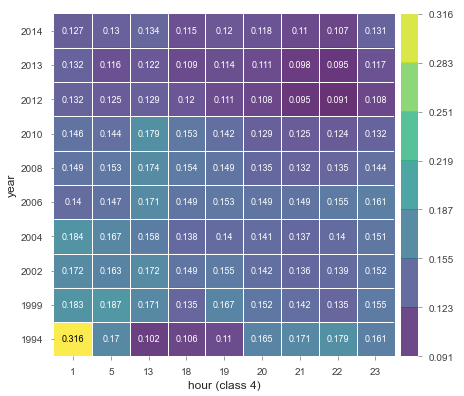 2014 0.127 0.13 0.134 0.115 0.12 0.118 0.11 0.107 0.131
2013 0.132 0.116 0.122 0.109 0.114 0.111 0.098 0.095 0.117
2012 0.132 0.125 0.129 0.12 0.111 0.108 0.095 0.091 0.108
2010 0.146 0.144 0.179 0.153 0.142 0.129 0.125 0.124 0.132
2008 0.149 0.153 0.174 0.154 0.149 0.135 0.132 0.135 0.144
2006 0.14 0.147 0.171 0.149 0.153 0.149 0.149 0.155 0.161
2004 0.184 0.167 0.158 0.138 0.14 0.141 0.137 0.14 0.151
2002 0.172 0.163 0.172 0.149 0.155 0.142 0.136 0.139 0.152
1999 0.183 0.187 0.171 0.135 0.167 0.152 0.142 0.135 0.155
1994 0.316 0.17 0.102 0.106 0.11 0.165 0.171 0.179 0.161
1 5 13 18 19 20 21 22 23
hour (class 4)
year
0.316
0.283
0.251
0.219
0.187
0.155
0.123
0.091